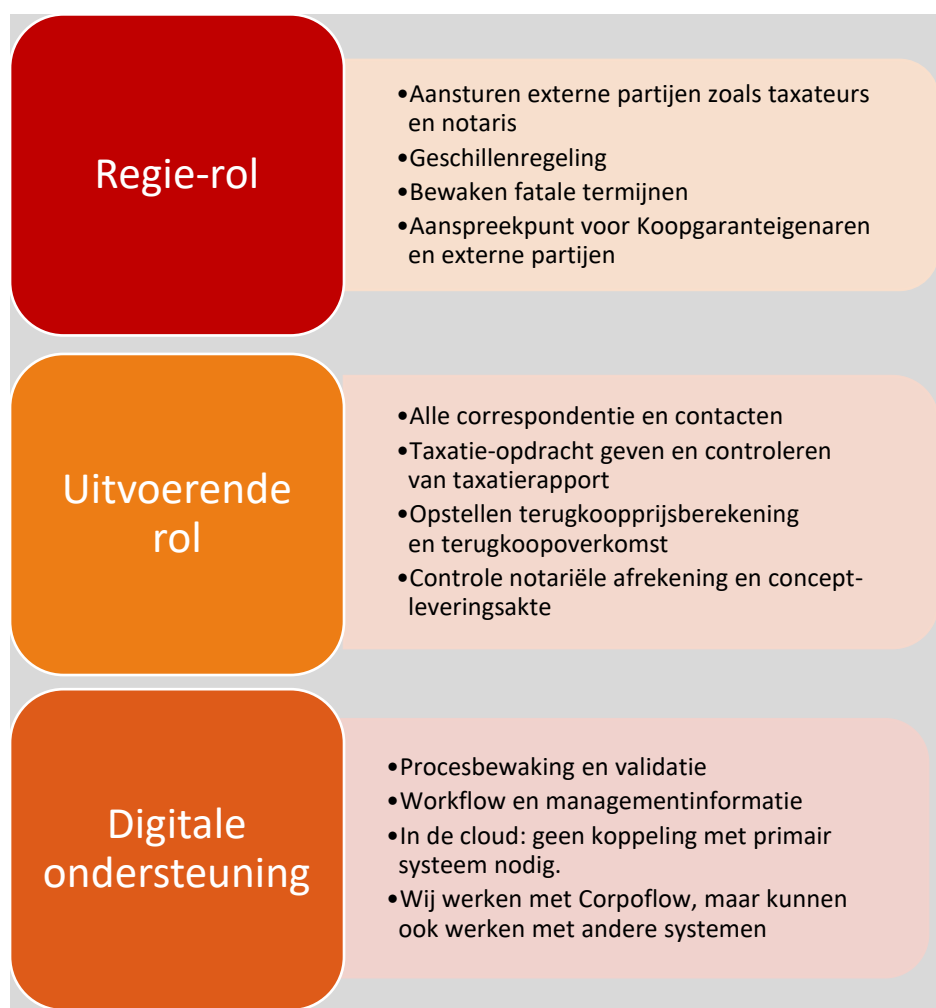 Regie-rol
•Aansturen externe partijen zoals taxateurs
en notaris
•Geschillenregeling
•Bewaken fatale termijnen
•Aanspreekpunt voor Koopgaranteigenaren
en externe partijen
Uitvoerende
rol
•Alle correspondentie en contacten
•Taxatie-opdracht geven en controleren
van taxatierapport
•Opstellen terugkoopprijsberekening
en terugkoopoverkomst
•Controle notariële afrekening en concept-
leveringsakte
Digitale
ondersteuning
•Procesbewaking en validatie
•Workflow en managementinformatie
•In de cloud: geen koppeling met primair
systeem nodig.
•Wij werken met Corpoflow, maar kunnen
ook werken met andere systemen